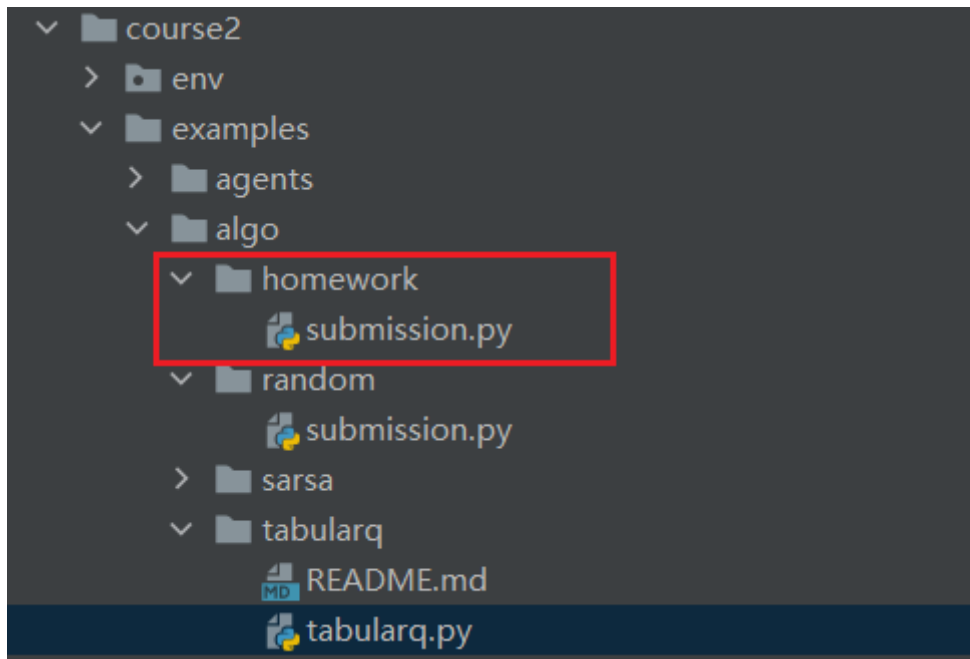 course2
env
examples
agents
algo
homework
submission.py
random
submission.py
sarsa
tabularq
MD README.md
tabularq.py